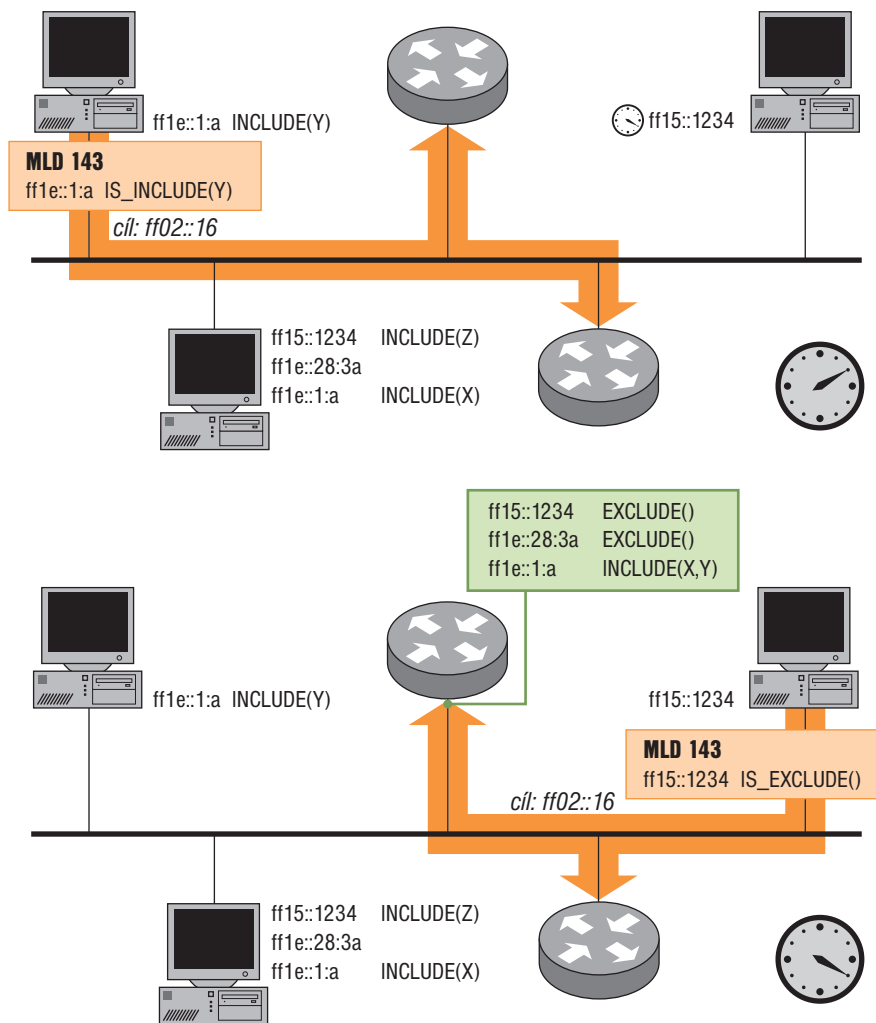 ff1e::1:a INCLUDE(Y)
ff15::1234
MLD 143
ff1e::1:a IS_INCLUDE(Y)
cíl: ff02::16
ff15::1234 INCLUDE(Z)
ff1e::28:3a
ff1e::1:a INCLUDE(X)
ff15::1234 EXCLUDE()
ff1e::28:3a EXCLUDE()
ff1e::1:a INCLUDE(X,Y)
ff1e::1:a INCLUDE(Y)
ff15::1234
MLD 143
ff15::1234 IS_EXCLUDE()
cíl: ff02::16
ff15::1234 INCLUDE(Z)
ff1e::28:3a
ff1e::1:a INCLUDE(X)